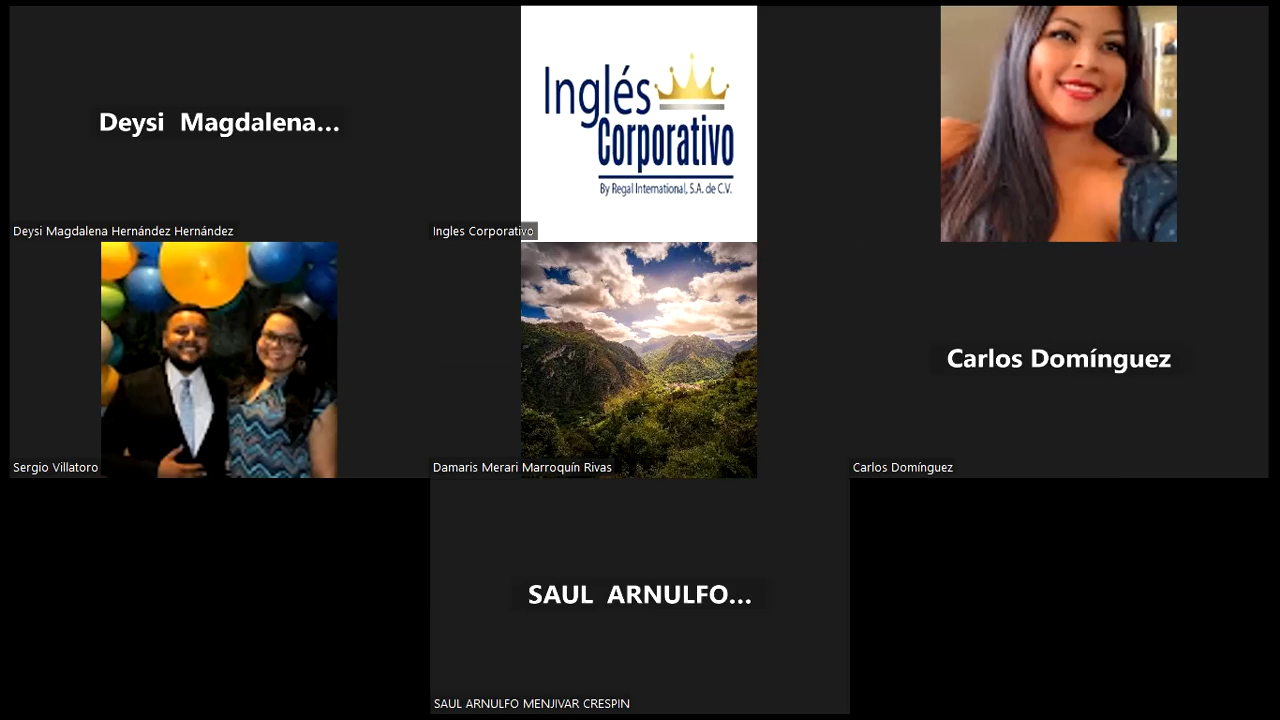 Deysi Magdalena...
Inglés
Corporativo
By Regal International, S.A. de C.V.
Deysi Magdalena Hernández Hernández
Ingles Corporativo
Carlos Domínguez
Sergio Villatoro
Damaris Merari Marroquín Rivas
Carlos Domínguez
SAUL ARNULFO...
SAUL ARNULFO MENJIVAR CRESPIN